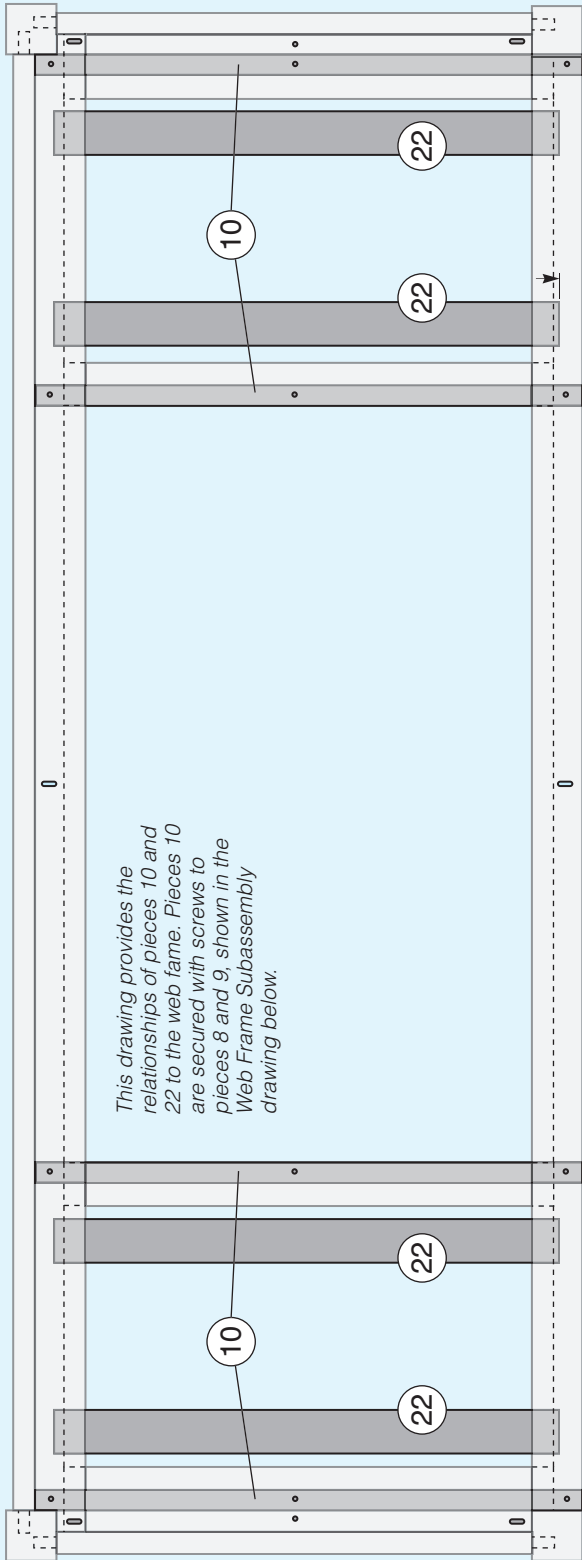 22
22
10
22
22
10
This drawing provides the
relationships of pieces 10 and
22 to the web fame. Pieces 10
are secured with screws to
pieces 8 and 9, shown in the
Web Frame Subassembly
drawing below.